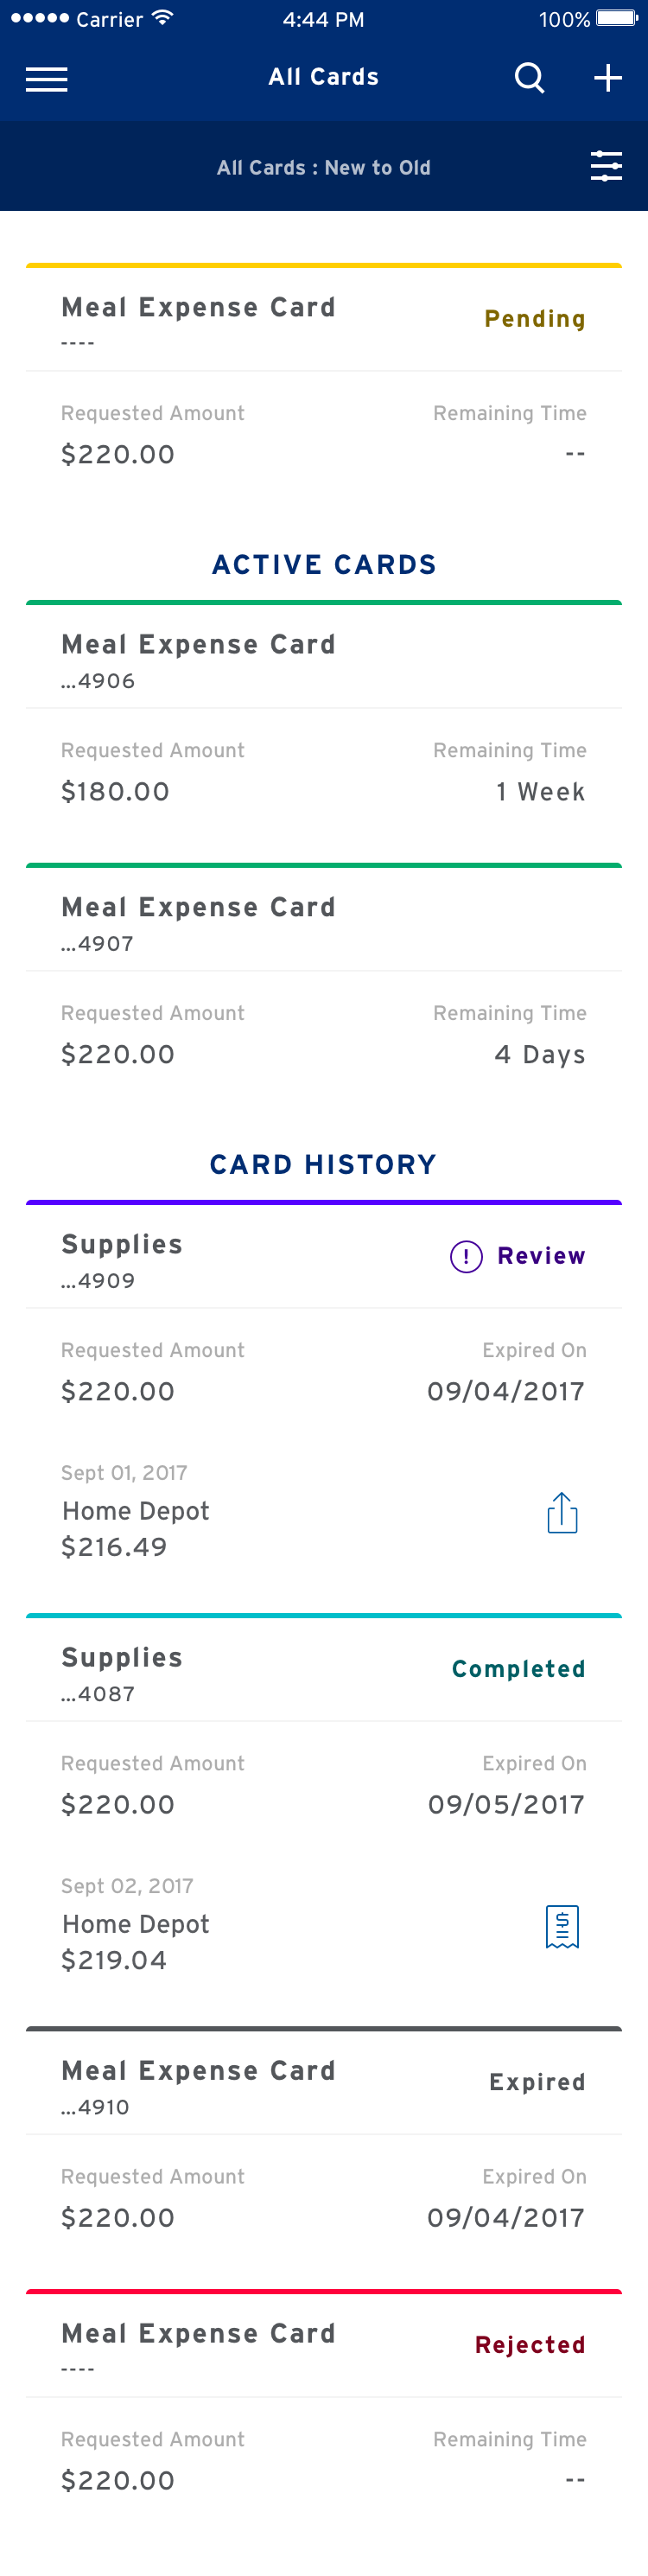 Carrier 4:44 PM 100%
All Cards
All Cards : New to Old
Meal Expense Card
Pending
----
Requested Amount Remaining Time
$220.00 --
ACTIVE CARDS
Meal Expense Card
...4906
Requested Amount Remaining Time
$180.00 1 Week
Meal Expense Card
...4907
Requested Amount Remaining Time
$220.00 4 Days
CARD HISTORY
Supplies
! Review
...4909
Requested Amount Expired On
$220.00 09/04/2017
Sept 01, 2017
Home Depot
$216.49
Supplies
Completed
...4087
Requested Amount Expired On
$220.00 09/05/2017
Sept 02, 2017
Home Depot
$
$219.04
Meal Expense Card
Expired
...4910
Requested Amount Expired On
$220.00 09/04/2017
Meal Expense Card
Rejected
----
Requested Amount Remaining Time
$220.00 --